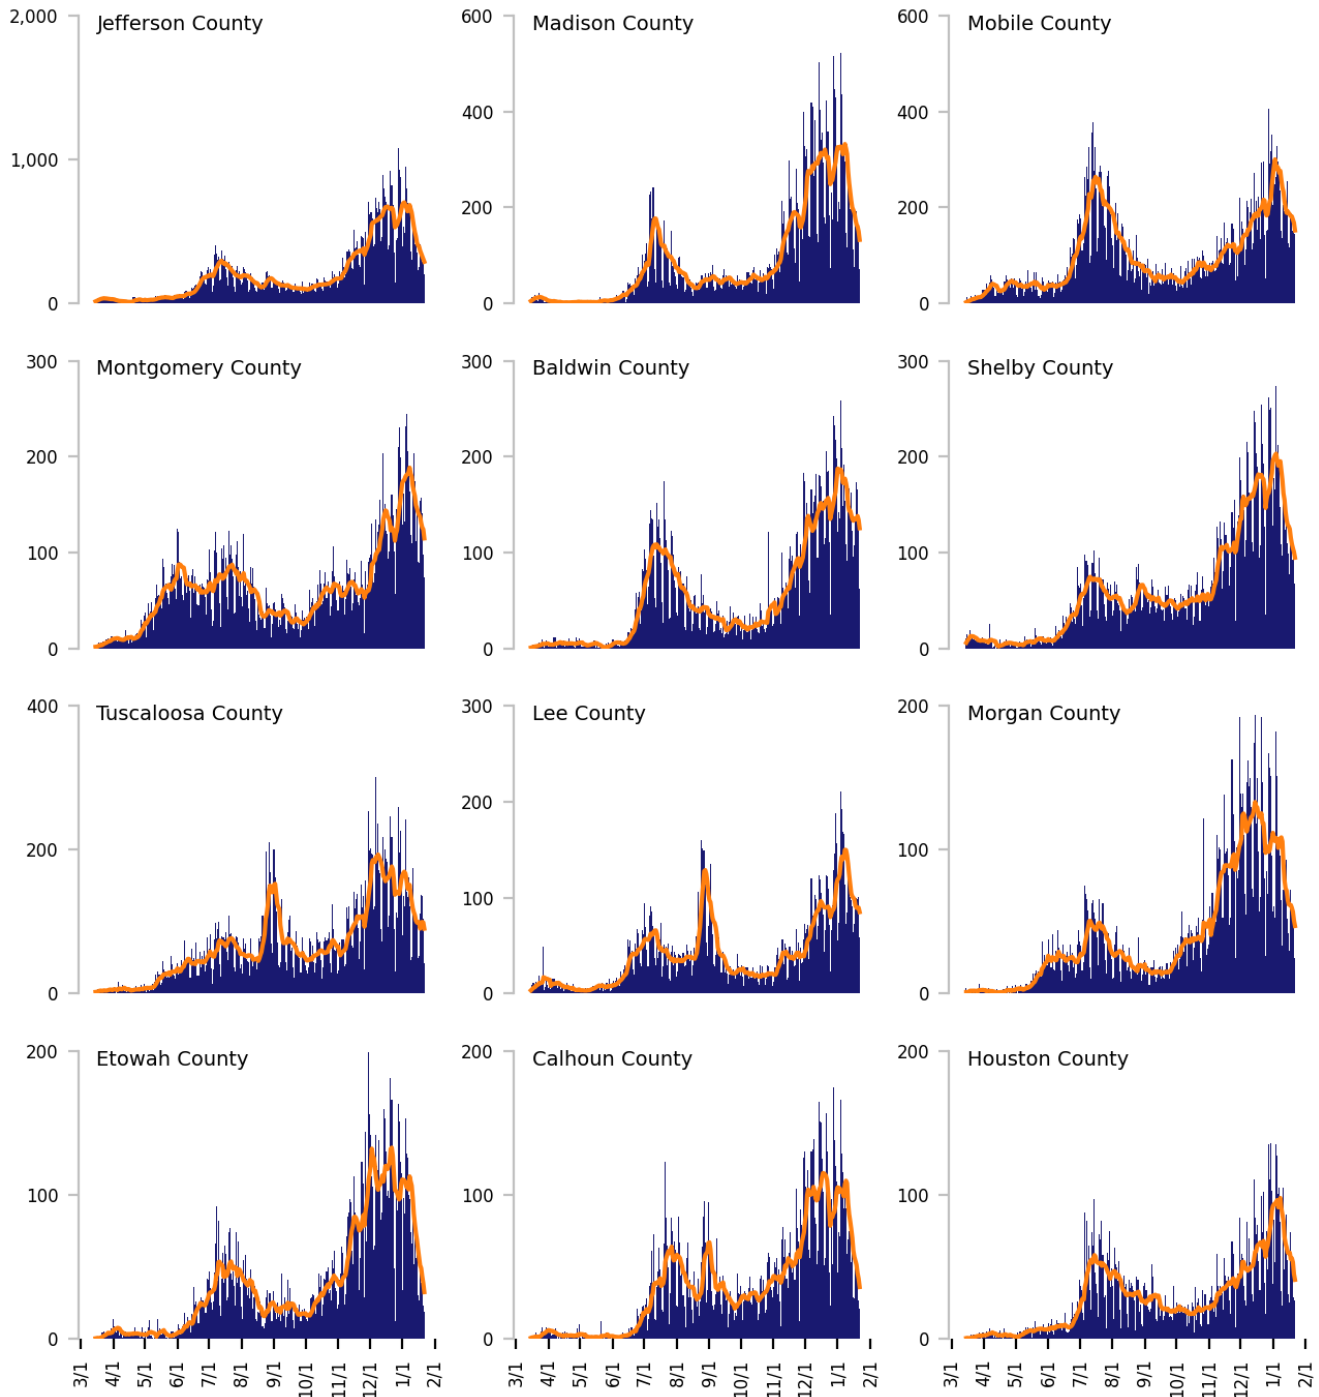 2,000
1,000
0
Jefferson County
600
400
200
0
Madison County
600
400
200
0
Mobile County
300
200
100
0
Montgomery County
300
200
100
0
Baldwin County
300
200
100
0
Shelby County
400
200
0
Tuscaloosa County
300
200
100
0
Lee County
200
100
0
Morgan County
200
100
0
Etowah County
200
100
0
Calhoun County
200
100
0
Houston County
3/1 4/1 5/1 6/1 7/1 8/1 9/1 10/1 11/1 12/1 1/1 2/1
3/1 4/1 5/1 6/1 7/1 8/1 9/1 10/1 11/1 12/1 1/1 2/1
3/1 4/1 5/1 6/1 7/1 8/1 9/1 10/1 11/1 12/1 1/1 2/1